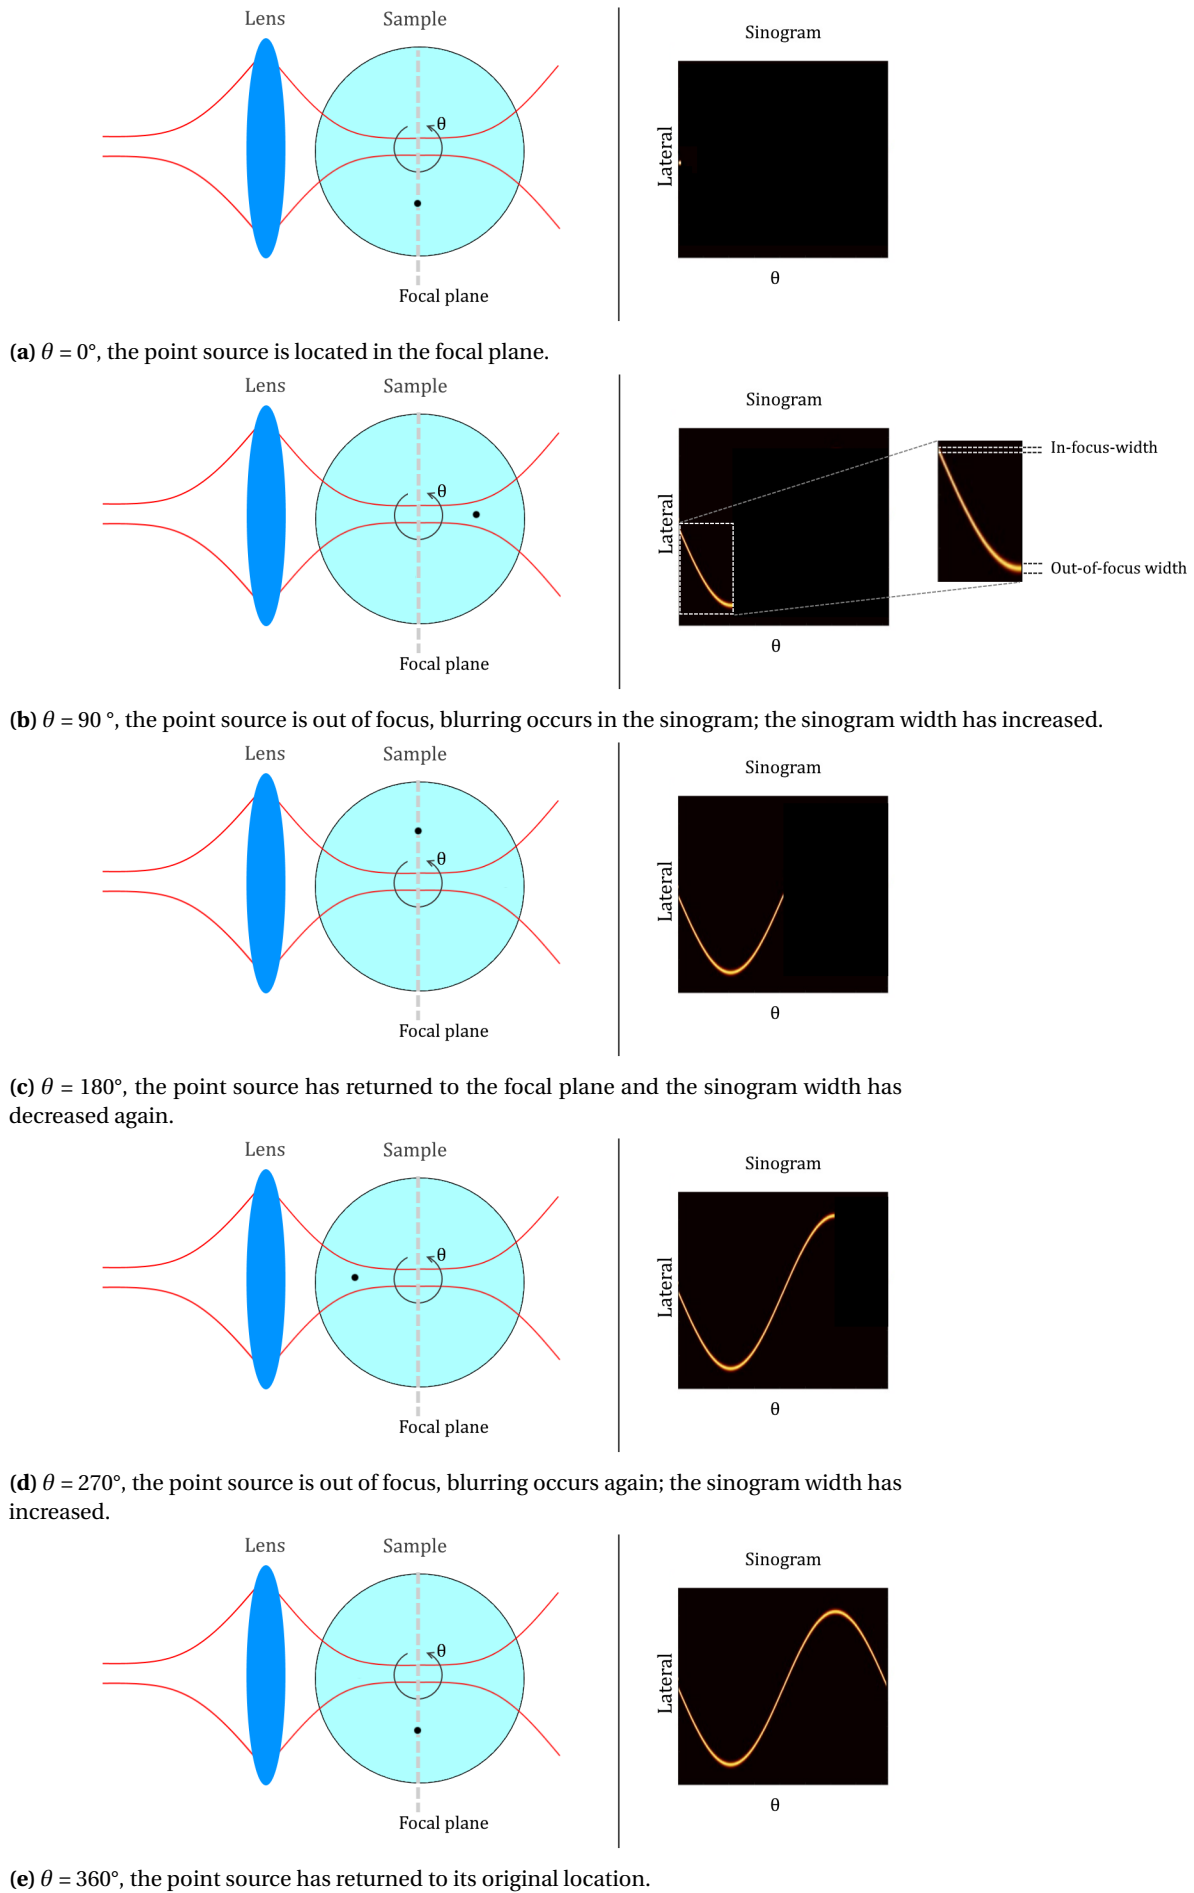 Lens
Sample
Sinogram
θ
Lateral
θ
Focal plane
(a) θ = 0°, the point source is located in the focal plane.
Lens
Sample
Sinogram
θ
Lateral
In-focus-width
Out-of-focus width
θ
Focal plane
(b) θ = 90 °, the point source is out of focus, blurring occurs in the sinogram; the sinogram width has increased.
Lens
Sample
Sinogram
θ
Lateral
θ
Focal plane
(c) θ = 180°, the point source has returned to the focal plane and the sinogram width has
decreased again.
Lens
Sample
Sinogram
θ
Lateral
θ
Focal plane
(d) θ = 270°, the point source is out of focus, blurring occurs again; the sinogram width has
increased.
Lens
Sample
Sinogram
θ
Lateral
θ
Focal plane
(e) θ = 360°, the point source has returned to its original location.